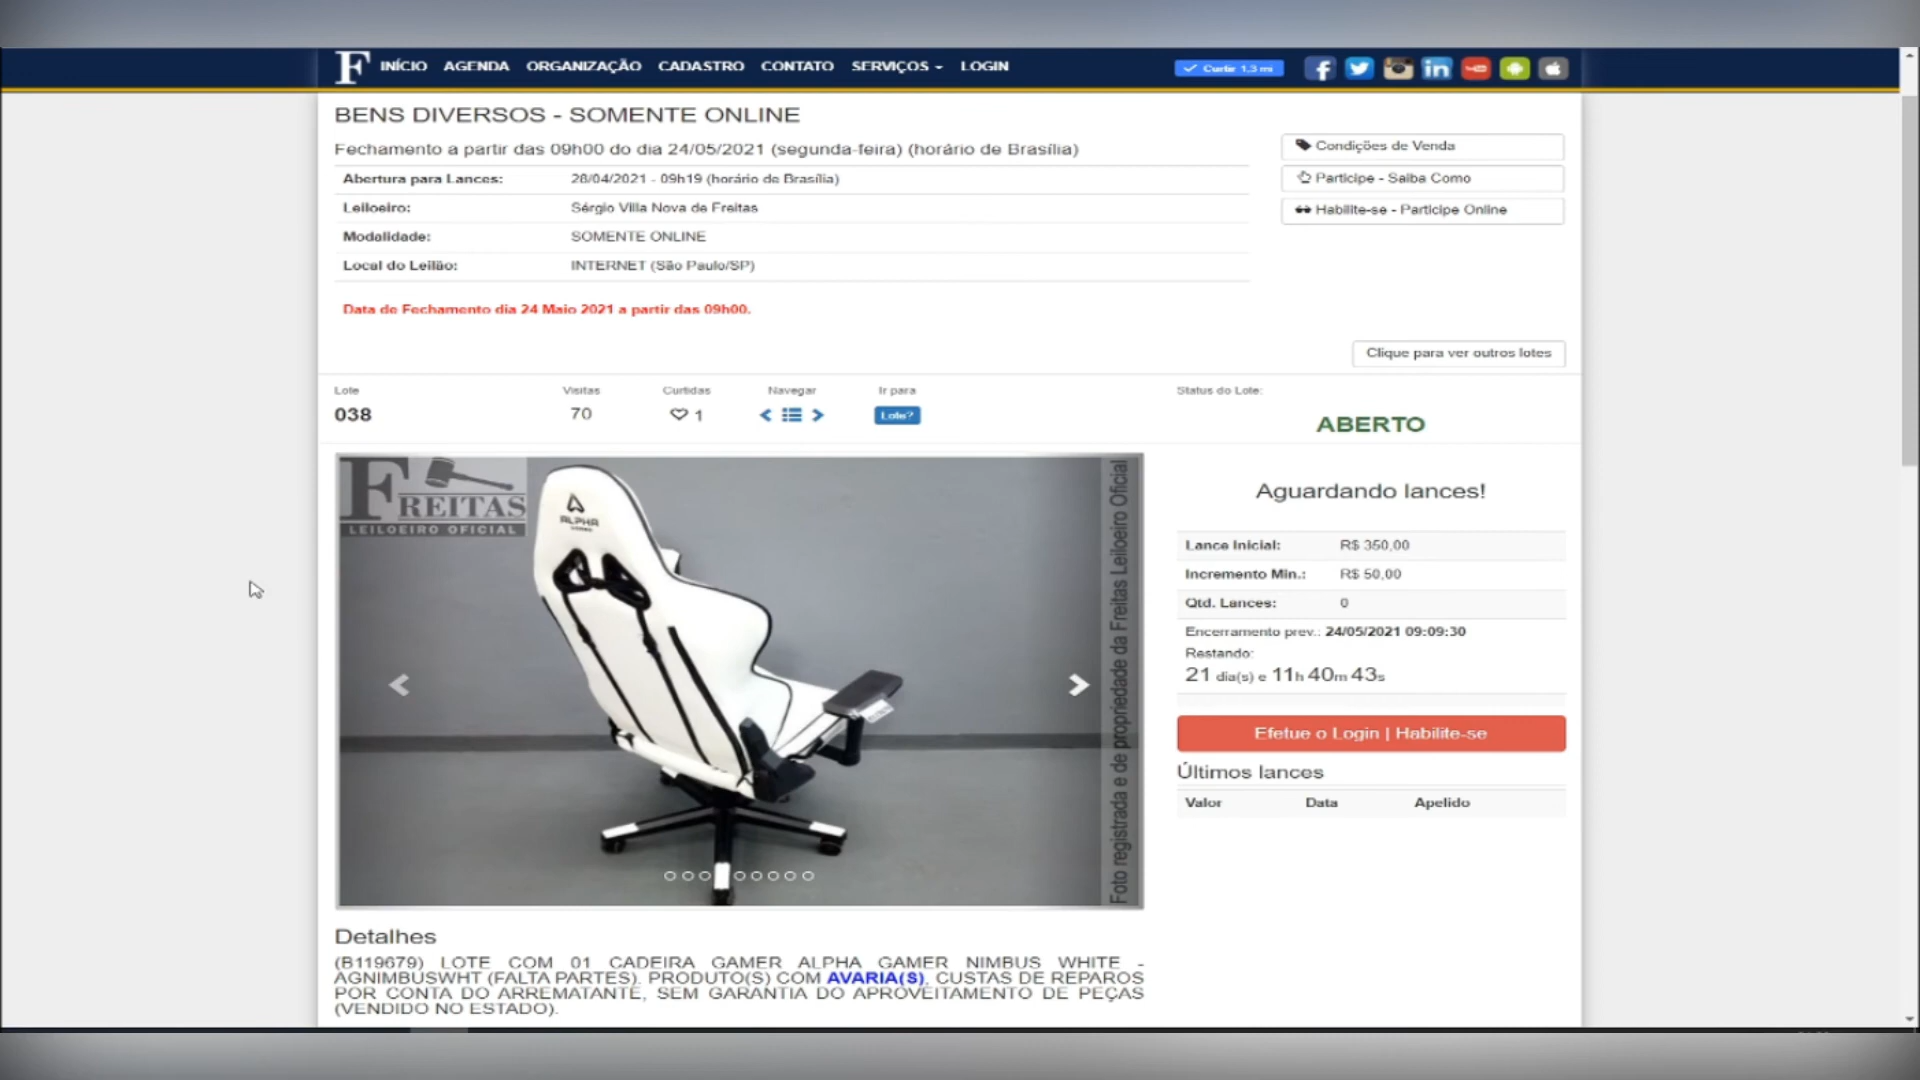 F INÍCIO AGENDA ORGANIZAÇÃO CADASTRO CONTATO SERVIÇOS LOGIN Curtir 1,3 mi
BENS DIVERSOS - SOMENTE ONLINE
Fechamento a partir das 09h00 do dia 24/05/2021 (segunda-feira) (horário de Brasília)
Condições de Venda
Abertura para Lances: 28/04/2021 - 09h19 (horário de Brasília)
Participe - Saiba Como
Leiloeiro: Sérgio Villa Nova de Freitas
Habilite-se - Participe Online
Modalidade: SOMENTE ONLINE
Local do Leilão: INTERNET (São Paulo/SP)
Data de Fechamento dia 24 Maio 2021 a partir das 09h00.
Clique para ver outros lotes
Lote Visitas Curtidas Navegar Ir para Status do Lote:
038 70 1 Lote?
ABERTO
FREITAS
LEILOEIRO OFICIAL
ALPHA
Foto registrada e de propriedade da Freitas Leiloeiro Oficial
Aguardando lances!
Lance Inicial: R$ 350,00
Incremento Min.: R$ 50,00
Qtd. Lances: 0
Encerramento prev.: 24/05/2021 09:09:30
Restando:
21 dia(s) e 11h 40m 43s
Efetue o Login | Habilite-se
Últimos lances
Valor Data Apelido
Detalhes
(B119679) LOTE COM 01 CADEIRA GAMER ALPHA GAMER NIMBUS WHITE -
AGNIMBUSWHT (FALTA PARTES). PRODUTO(S) COM AVARIA(S), CUSTAS DE REPAROS
POR CONTA DO ARREMATANTE, SEM GARANTIA DO APROVEITAMENTO DE PEÇAS
(VENDIDO NO ESTADO).